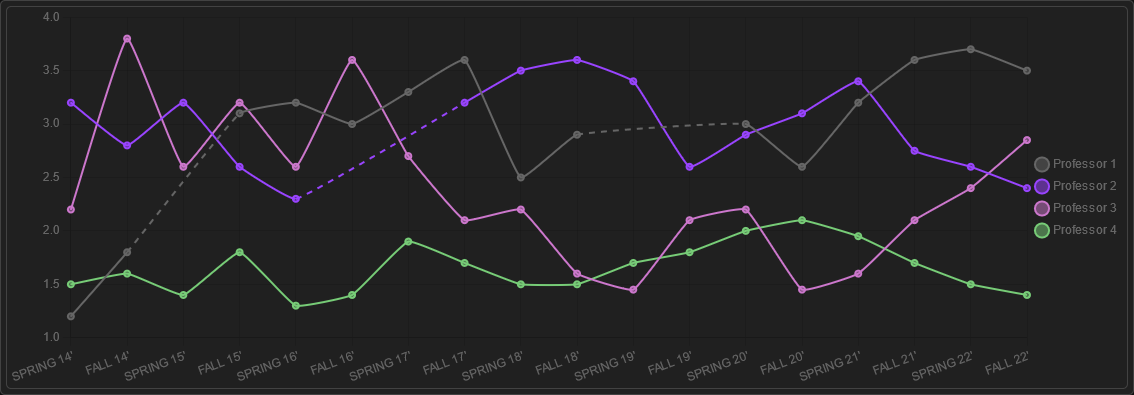 4.0
3.5
3.0
2.5
2.0
1.5
1.0
SPRING 14'
FALL 14'
SPRING 15'
FALL 15'
SPRING 16'
FALL 16'
SPRING 17'
FALL 17'
SPRING 18'
FALL 18'
SPRING 19'
FALL 19'
SPRING 20'
FALL 20'
SPRING 21'
FALL 21'
SPRING 22'
FALL 22'
Professor 1
Professor 2
Professor 3
Professor 4